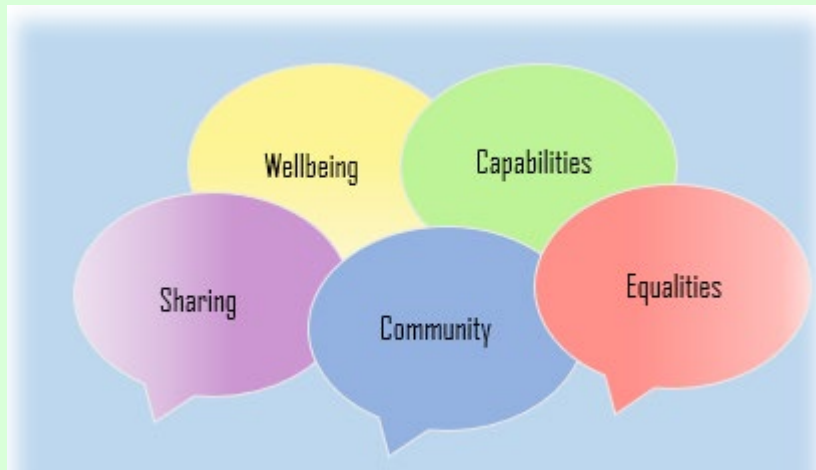 Wellbeing
Capabilities
Sharing
Community
Equalities